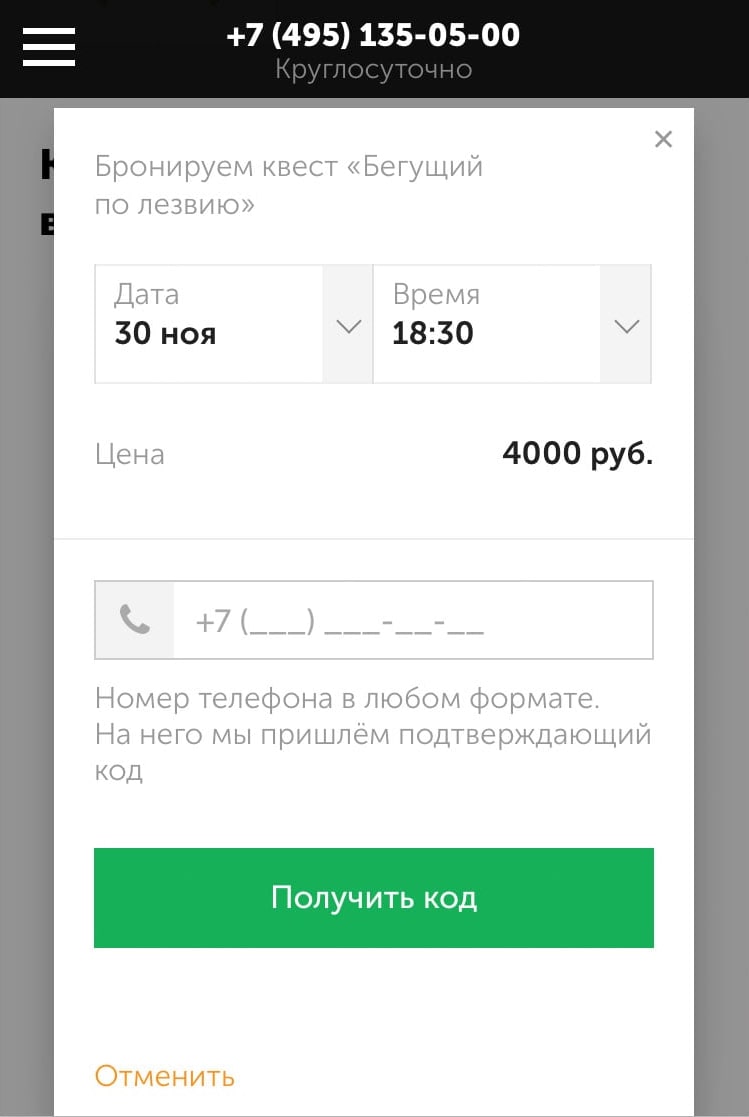 +7 (495) 135-05-00
Круглосуточно
×
Бронируем квест «Бегущий
по лезвию»
Дата
30 ноя
Время
18:30
Цена
4000 руб.
+7 (___) ___-__-__
Номер телефона в любом формате.
На него мы пришлём подтверждающий
код
Получить код
Отменить